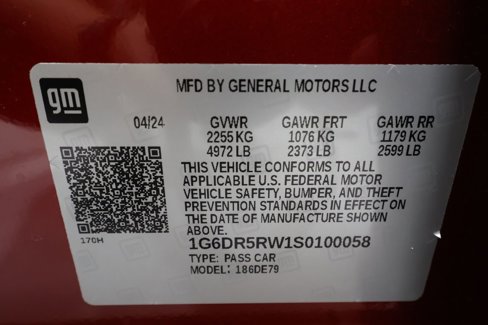 gm
MFD BY GENERAL MOTORS LLC
04/24 GVWR GAWR FRT GAWR RR
2255 KG 1076 KG 1179 KG
4972 LB 2373 LB 2599 LB
THIS VEHICLE CONFORMS TO ALL
APPLICABLE U.S. FEDERAL MOTOR
VEHICLE SAFETY, BUMPER, AND THEFT
PREVENTION STANDARDS IN EFFECT ON
THE DATE OF MANUFACTURE SHOWN
ABOVE.
170H 1G6DR5RW1S0100058
TYPE: PASS CAR
MODEL: 186DE79